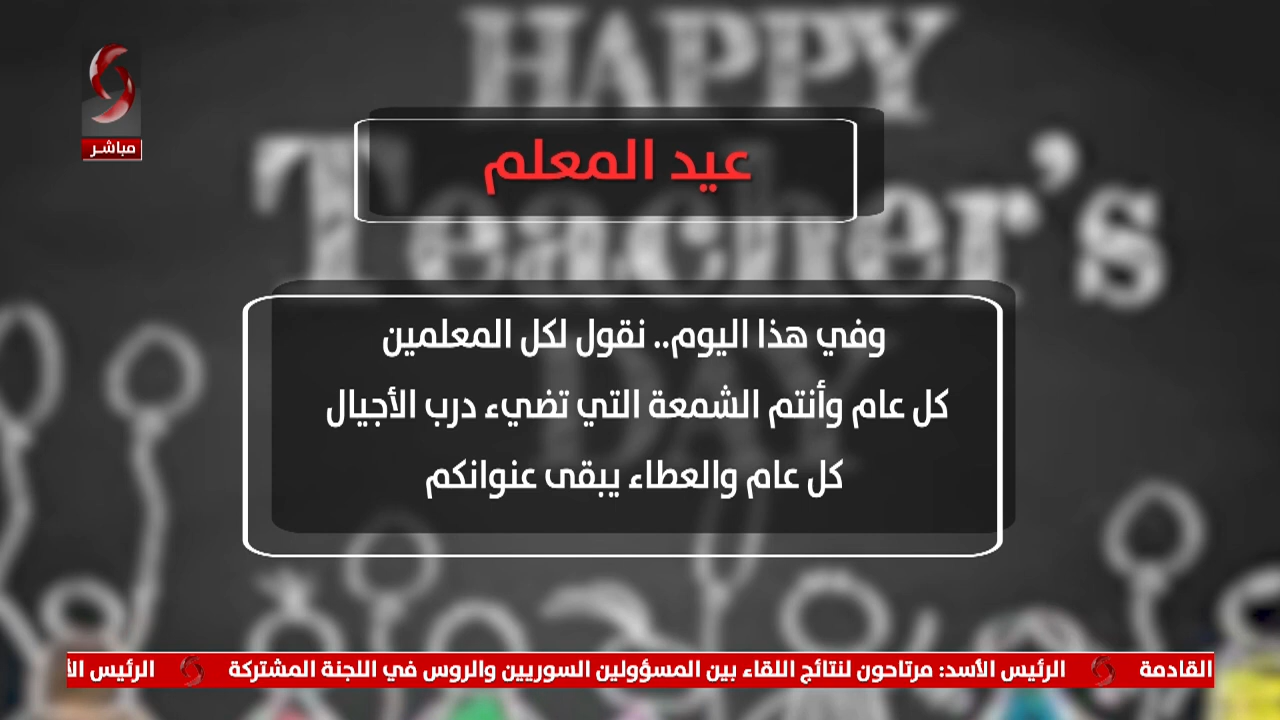 HAPPY
Teacher's
DAY
مباشر
عيد المعلم
وفي هذا اليوم.. نقول لكل المعلمين
كل عام وأنتم الشمعة التي تضيء درب الأجيال
كل عام والعطاء يبقى عنوانكم
القادمة الرئيس الأسد: مرتاحون لنتائج اللقاء بين المسؤولين السوريين والروس في اللجنة المشتركة الرئيس الأ